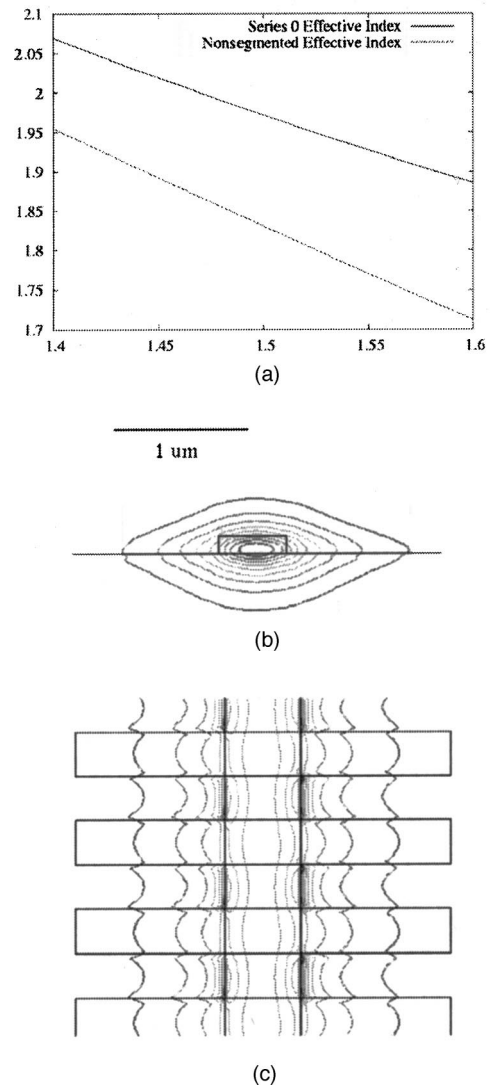 2.1
2.05
2
1.95
1.9
1.85
1.8
1.75
1.7
Series 0 Effective Index
Nonsegmented Effective Index
1.4 1.45 1.5 1.55 1.6
(a)
1 um
(b)
(c)